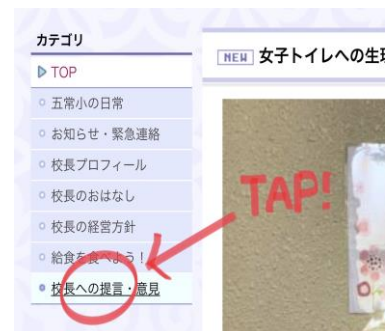 カテゴリ
TOP
五常小の日常
お知らせ・緊急連絡
校長プロフィール
校長のおはなし
校長の経営方針
給食を食べよう！
校長への提言・意見
NEW 女子トイレへの生理
TAP!